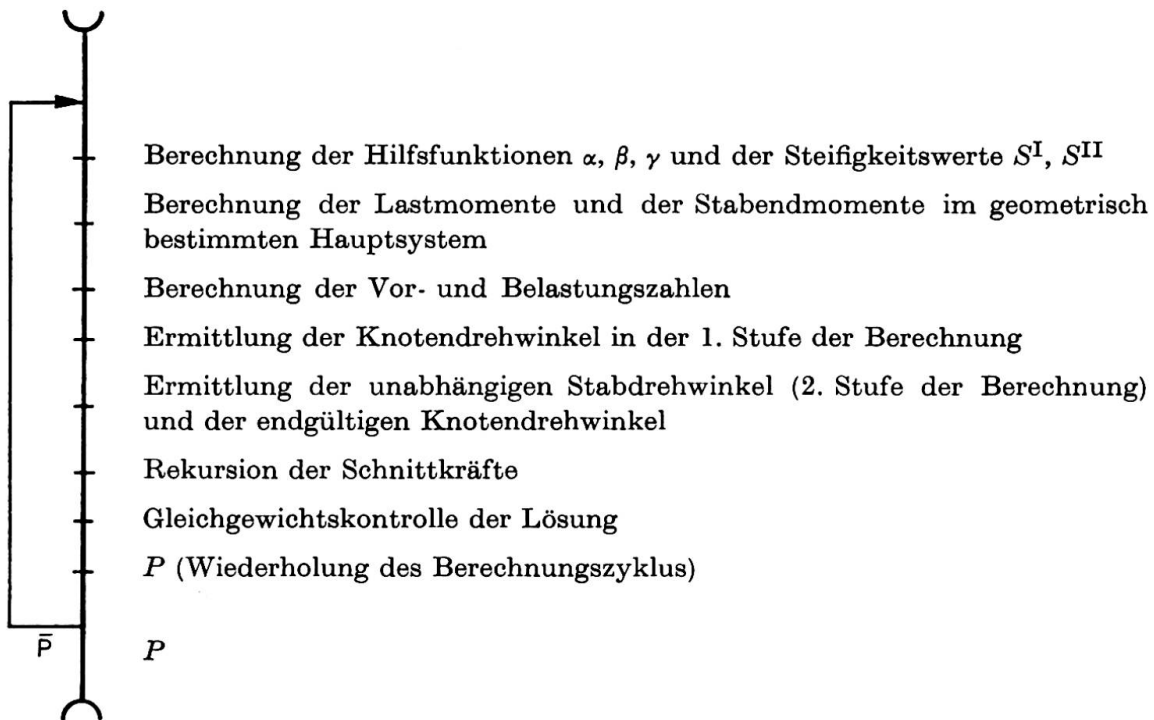 Berechnung der Hilfsfunktionen α, β, γ und der Steifigkeitswerte Sᴵ, Sᴵᴵ
Berechnung der Lastmomente und der Stabendmomente im geometrisch
bestimmten Hauptsystem
Berechnung der Vor- und Belastungszahlen
Ermittlung der Knotendrehwinkel in der 1. Stufe der Berechnung
Ermittlung der unabhängigen Stabdrehwinkel (2. Stufe der Berechnung)
und der endgültigen Knotendrehwinkel
Rekursion der Schnittkräfte
Gleichgewichtskontrolle der Lösung
P (Wiederholung des Berechnungszyklus)
P̄
P